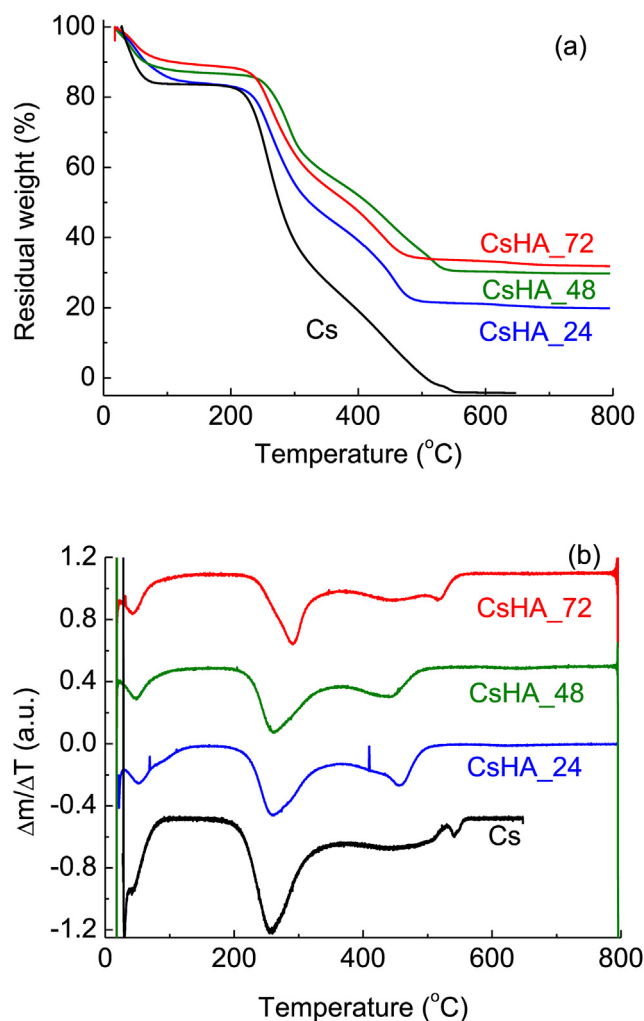 (a)
100
80
60
40
20
0
Residual weight (%)
CsHA_72
CsHA_48
CsHA_24
Cs
0 200 400 600 800
Temperature (°C)
(b)
1.2
0.8
0.4
0.0
-0.4
-0.8
-1.2
Δm/ΔT (a.u.)
CsHA_72
CsHA_48
CsHA_24
Cs
0 200 400 600 800
Temperature (°C)